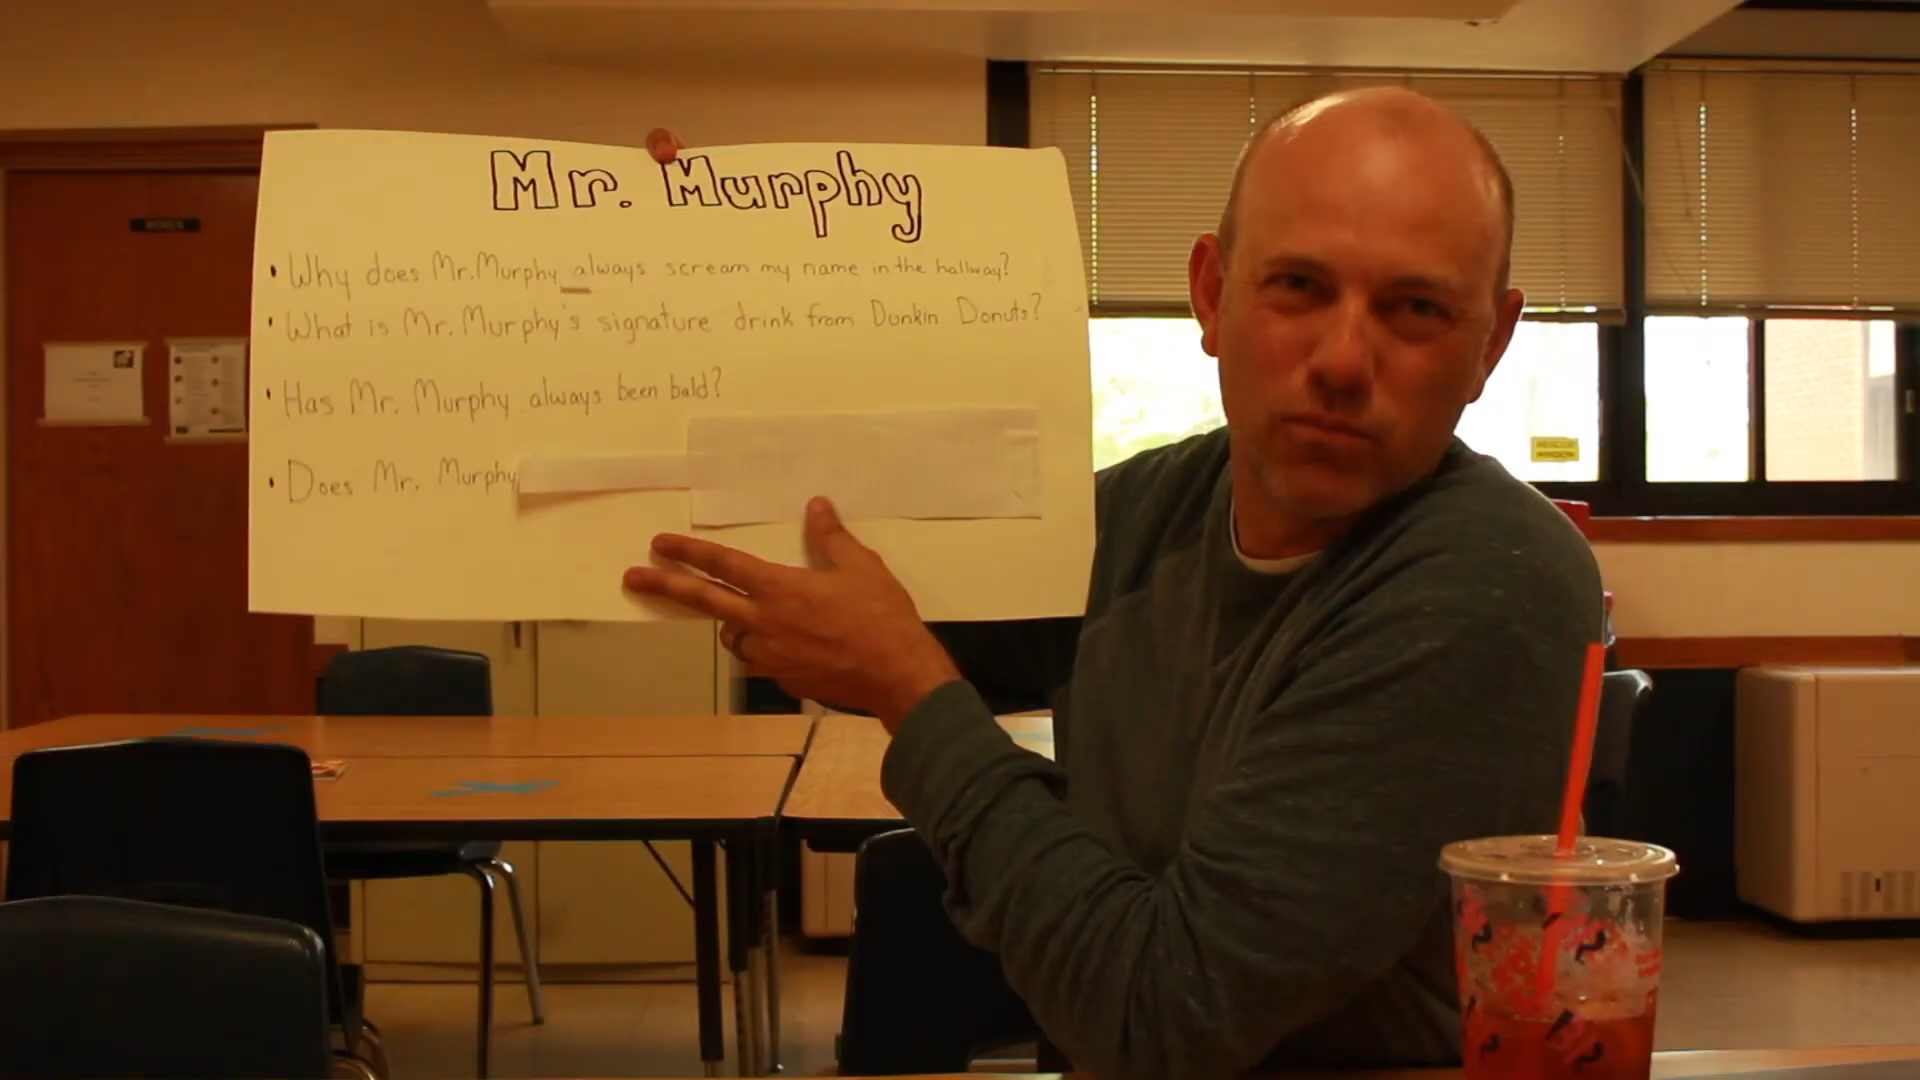 Mr. Murphy
• Why does Mr. Murphy always scream my name in the hallway?
• What is Mr. Murphy's signature drink from Dunkin Donuts?
• Has Mr. Murphy always been bald?
• Does Mr. Murphy